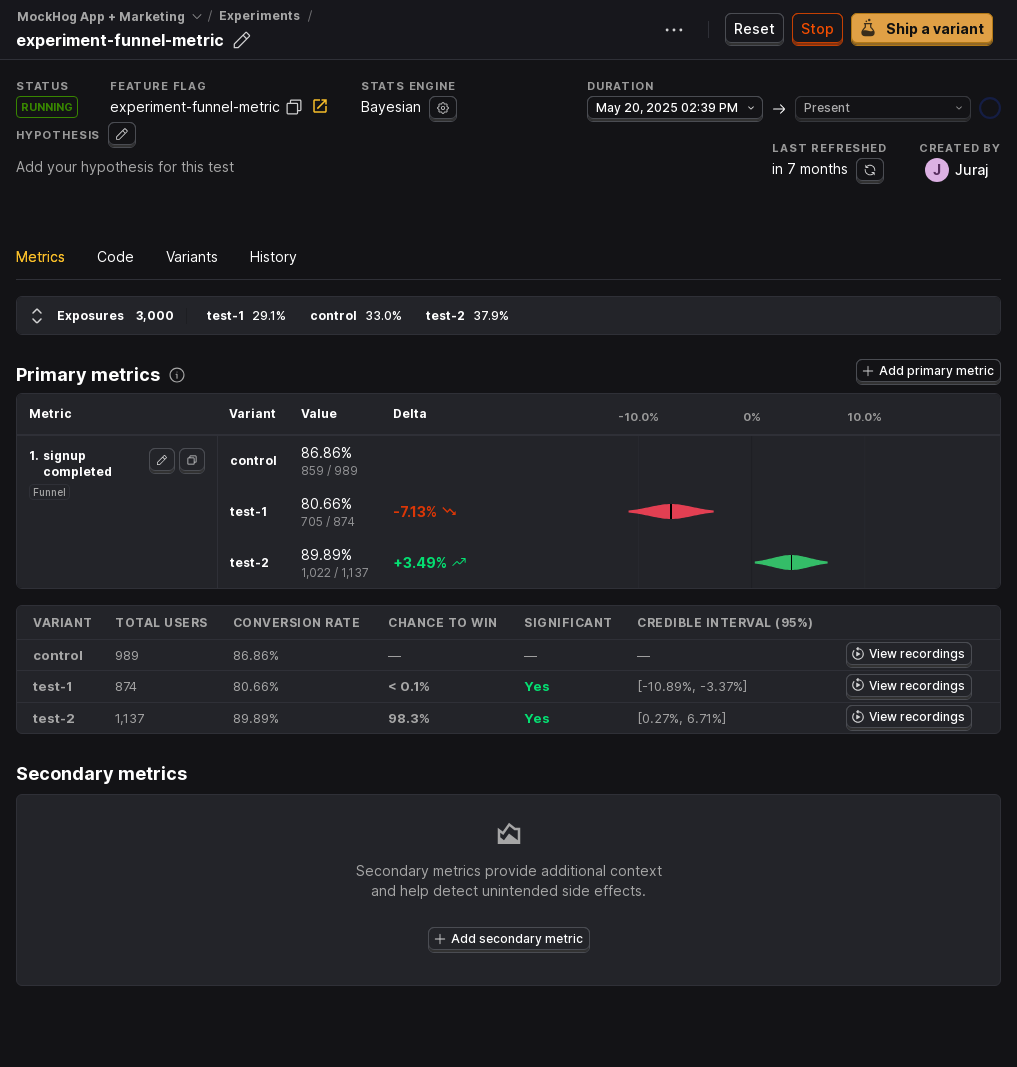 MockHog App + Marketing / Experiments /
experiment-funnel-metric
Reset
Stop
Ship a variant
STATUS
RUNNING
FEATURE FLAG
experiment-funnel-metric
STATS ENGINE
Bayesian
DURATION
May 20, 2025 02:39 PM
Present
HYPOTHESIS
Add your hypothesis for this test
LAST REFRESHED
in 7 months
CREATED BY
J Juraj
Metrics Code Variants History
Exposures 3,000 test-1 29.1% control 33.0% test-2 37.9%
Primary metrics
Add primary metric
Metric Variant Value Delta -10.0% 0% 10.0%
1. signup
completed
Funnel
control 86.86%
859 / 989
test-1 80.66% -7.13%
705 / 874
test-2 89.89% +3.49%
1,022 / 1,137
VARIANT TOTAL USERS CONVERSION RATE CHANCE TO WIN SIGNIFICANT CREDIBLE INTERVAL (95%)
control 989 86.86% — — — View recordings
test-1 874 80.66% < 0.1% Yes [-10.89%, -3.37%] View recordings
test-2 1,137 89.89% 98.3% Yes [0.27%, 6.71%] View recordings
Secondary metrics
Secondary metrics provide additional context
and help detect unintended side effects.
Add secondary metric